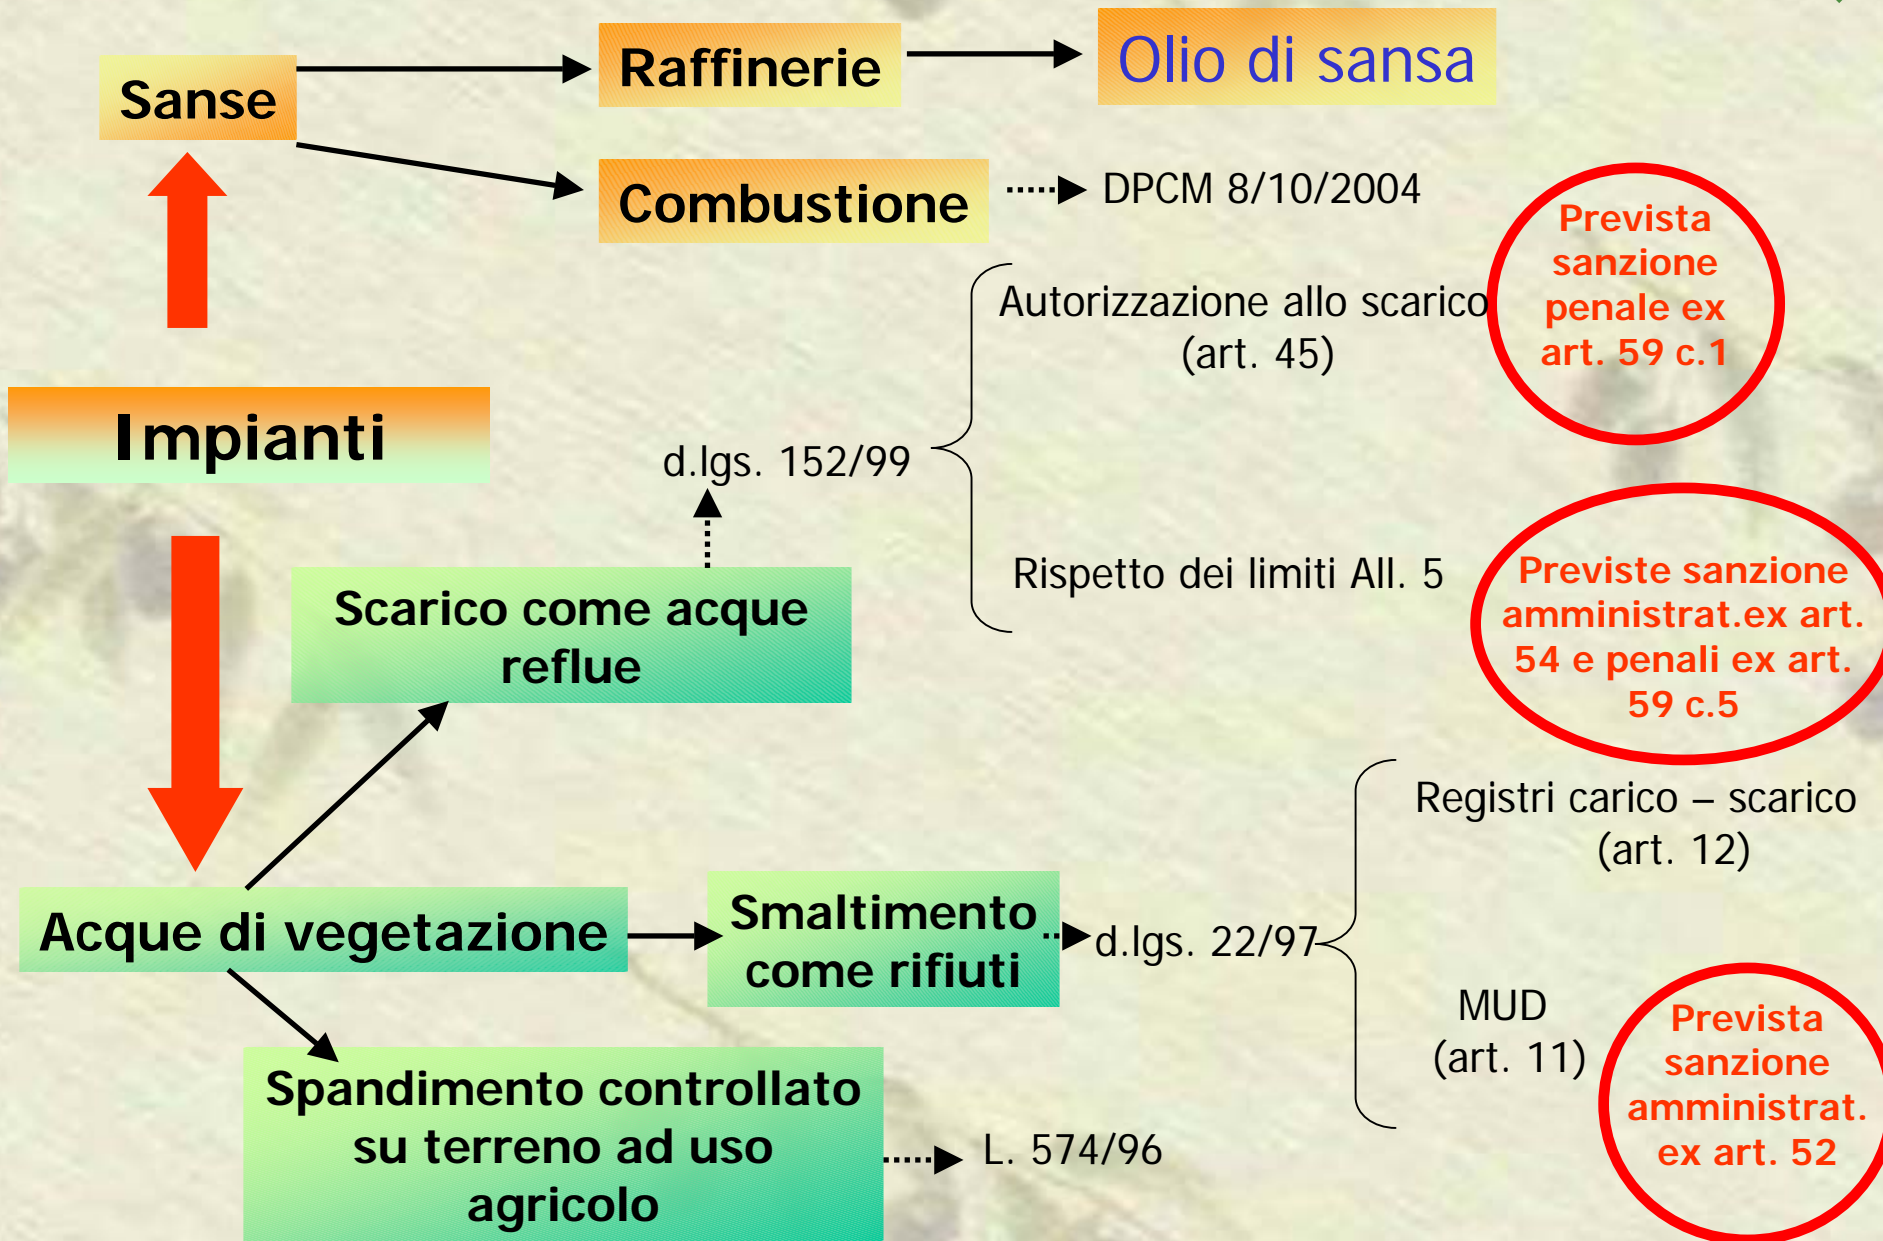 Sanse
Raffinerie
Olio di sansa
Combustione
DPCM 8/10/2004
Prevista
sanzione
penale ex
art. 59 c.1
Autorizzazione allo scarico
(art. 45)
Impianti
d.lgs. 152/99
Rispetto dei limiti All. 5
Previste sanzione
amministrat.ex art.
54 e penali ex art.
59 c.5
Scarico come acque
reflue
Registri carico – scarico
(art. 12)
Acque di vegetazione
Smaltimento
come rifiuti
d.lgs. 22/97
MUD
(art. 11)
Prevista
sanzione
amministrat.
ex art. 52
Spandimento controllato
su terreno ad uso
agricolo
L. 574/96